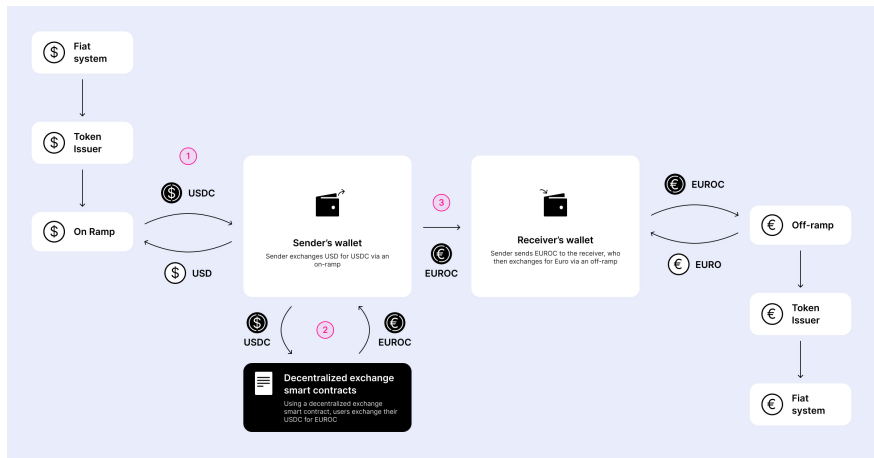 $ Fiat
system
$ Token
Issuer
1
$ USDC
$ On Ramp
$ USD
Sender's wallet
Sender exchanges USD for USDC via an
on-ramp
3
€
EUROC
Receiver's wallet
Sender sends EUROC to the receiver, who
then exchanges for Euro via an off-ramp
€ EUROC
€ Off-ramp
€ EURO
€ Token
Issuer
€ Fiat
system
$
USDC
2
€
EUROC
Decentralized exchange
smart contracts
Using a decentralized exchange
smart contract, users exchange their
USDC for EUROC